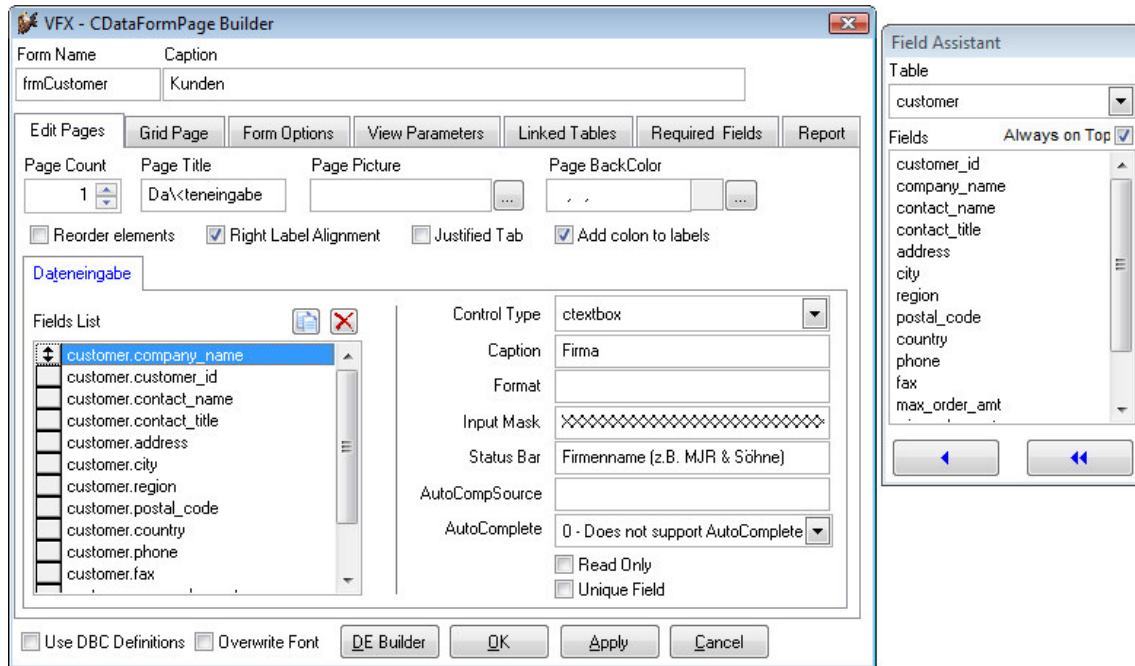 VFX - CDataFormPage Builder
Form Name Caption
frmCustomer Kunden
Edit Pages Grid Page Form Options View Parameters Linked Tables Required Fields Report
Page Count Page Title Page Picture Page BackColor
1 Da\<teneingabe ... , , ...
Reorder elements Right Label Alignment Justified Tab Add colon to labels
Dateneingabe
Fields List
customer.company_name
customer.customer_id
customer.contact_name
customer.contact_title
customer.address
customer.city
customer.region
customer.postal_code
customer.country
customer.phone
customer.fax
Control Type ctextbox
Caption Firma
Format
Input Mask
Status Bar Firmenname (z.B. MJR & Söhne)
AutoCompSource
AutoComplete 0 - Does not support AutoComplete
Read Only
Unique Field
Use DBC Definitions Overwrite Font DE Builder OK Apply Cancel
Field Assistant
Table
customer
Fields Always on Top
customer_id
company_name
contact_name
contact_title
address
city
region
postal_code
country
phone
fax
max_order_amt